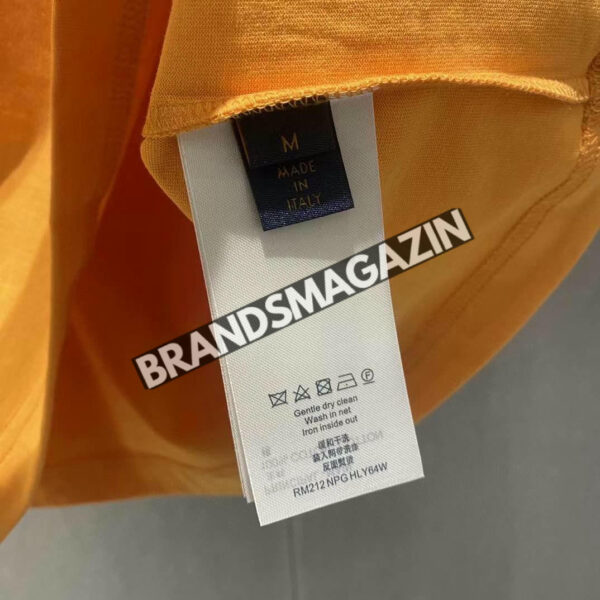 M
MADE
IN
ITALY
BRANDSMAGAZIN
Gentle dry clean
Wash in net
Iron inside out
缓和干洗
装入网袋洗涤
反面熨烫
RM212 NPG HLY64W